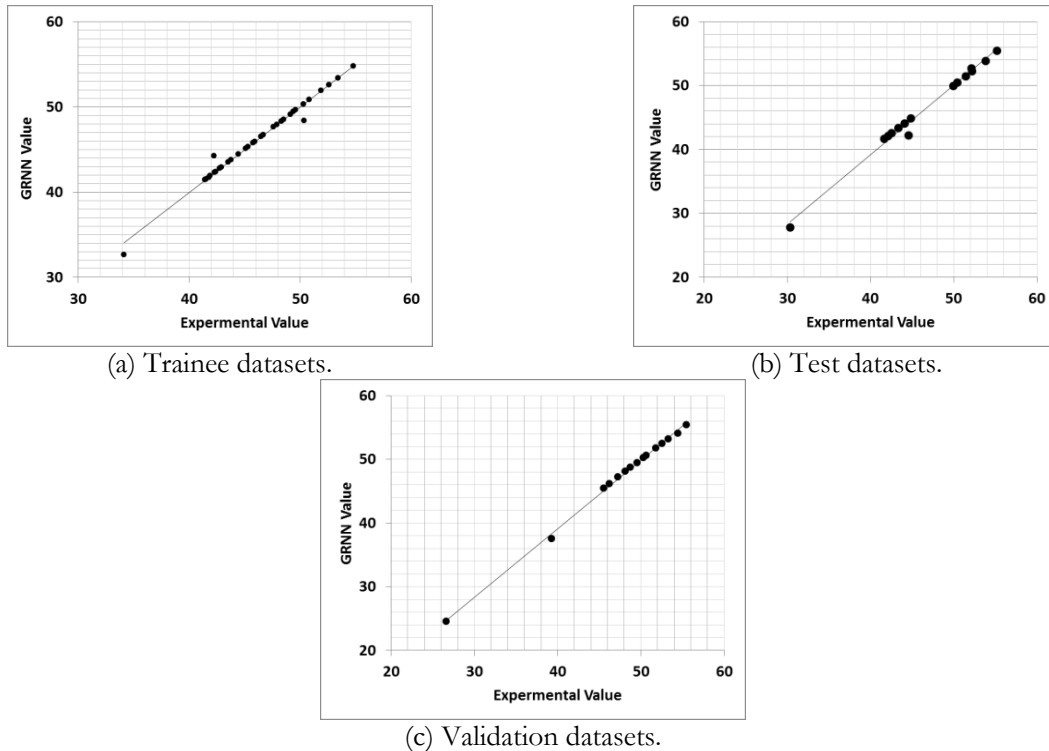 60
50
40
30
GRNN Value
30 40 50 60
Expermental Value
(a) Trainee datasets.
60
50
40
30
20
GRNN Value
20 30 40 50 60
Expermental Value
(b) Test datasets.
60
50
40
30
20
GRNN Value
20 30 40 50 60
Expermental Value
(c) Validation datasets.